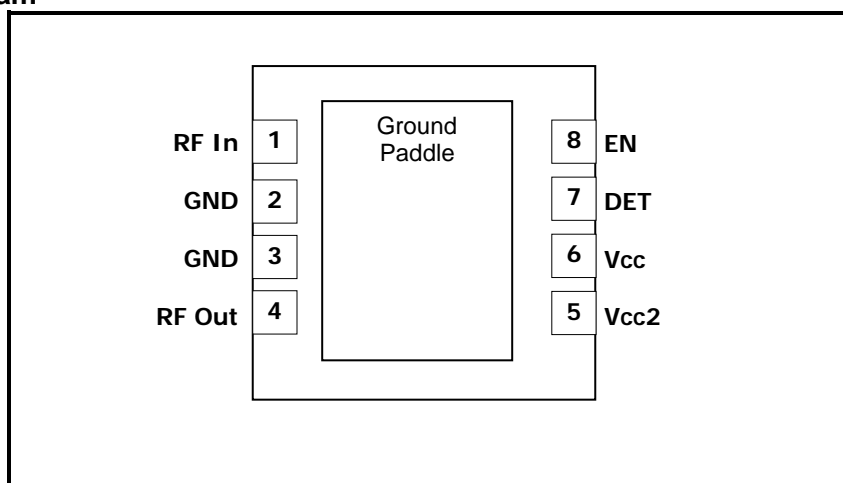 Ground
Paddle
RF In 1
GND 2
GND 3
RF Out 4
8 EN
7 DET
6 Vcc
5 Vcc2